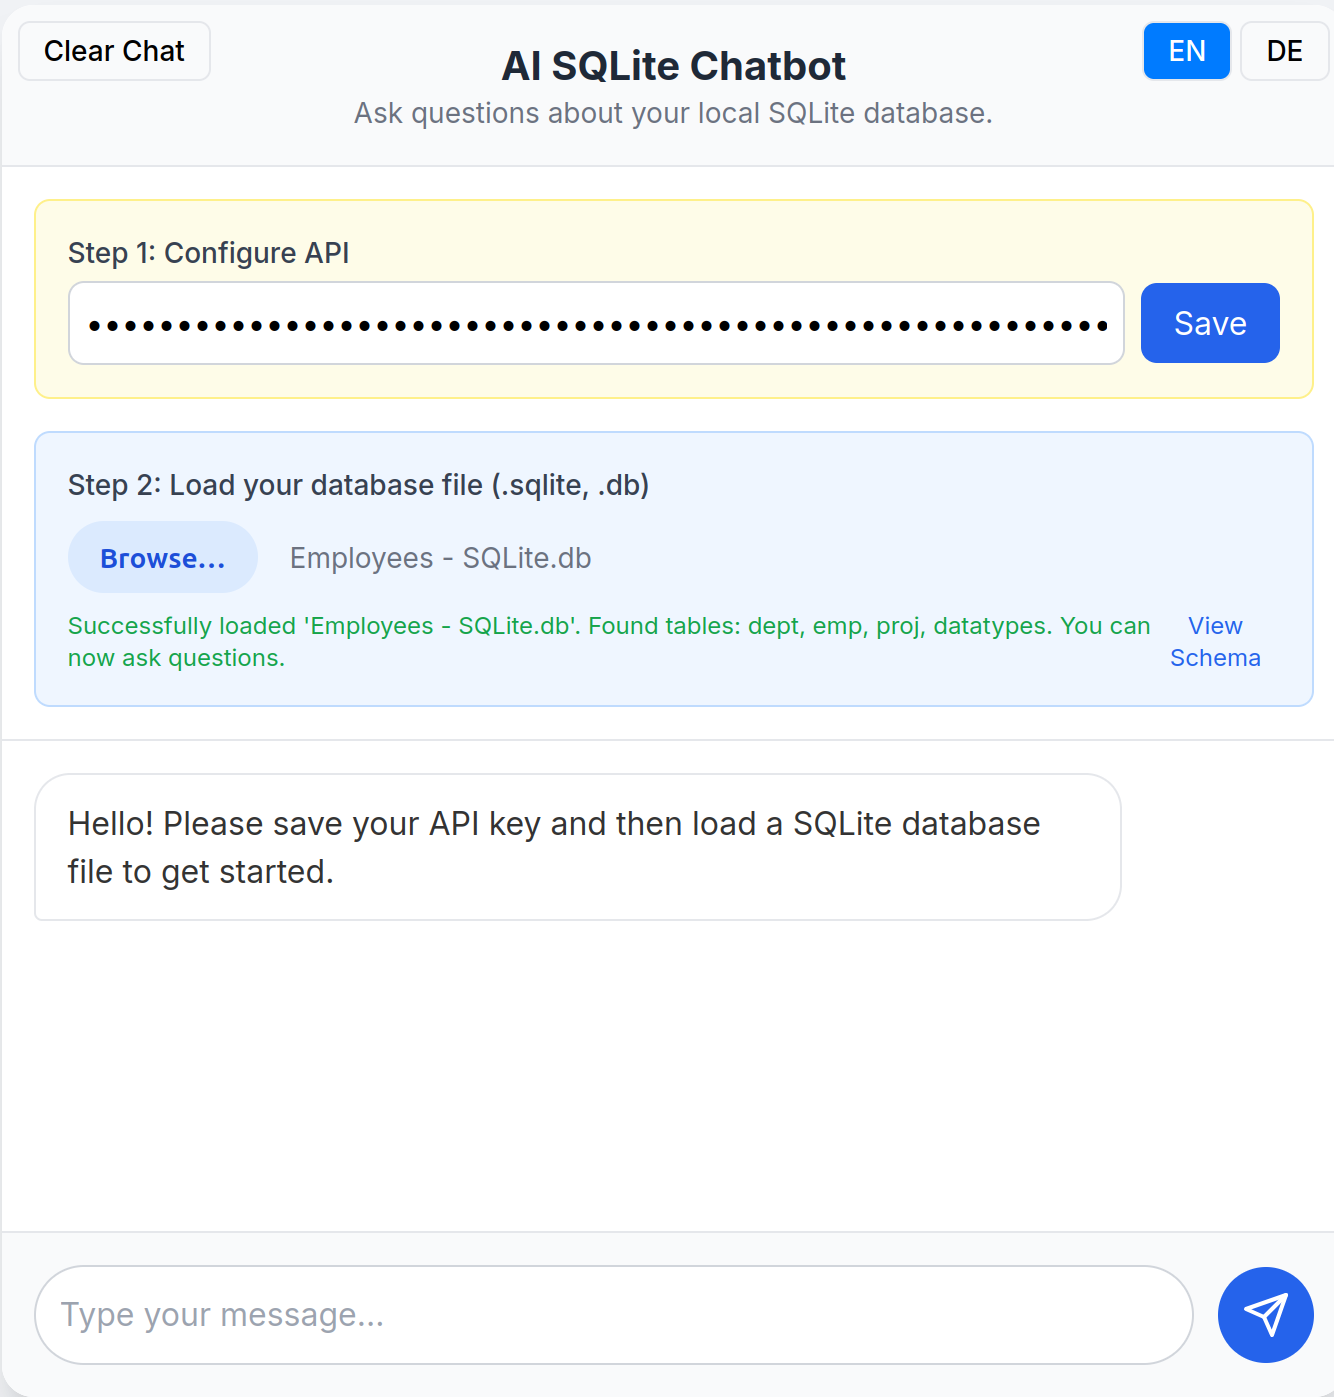 Clear Chat
AI SQLite Chatbot
EN
DE
Ask questions about your local SQLite database.
Step 1: Configure API
••••••••••••••••••••••••••••••••••••••••••••••••••••••••
Save
Step 2: Load your database file (.sqlite, .db)
Browse...
Employees - SQLite.db
Successfully loaded 'Employees - SQLite.db'. Found tables: dept, emp, proj, datatypes. You can
now ask questions.
View
Schema
Hello! Please save your API key and then load a SQLite database
file to get started.
Type your message...